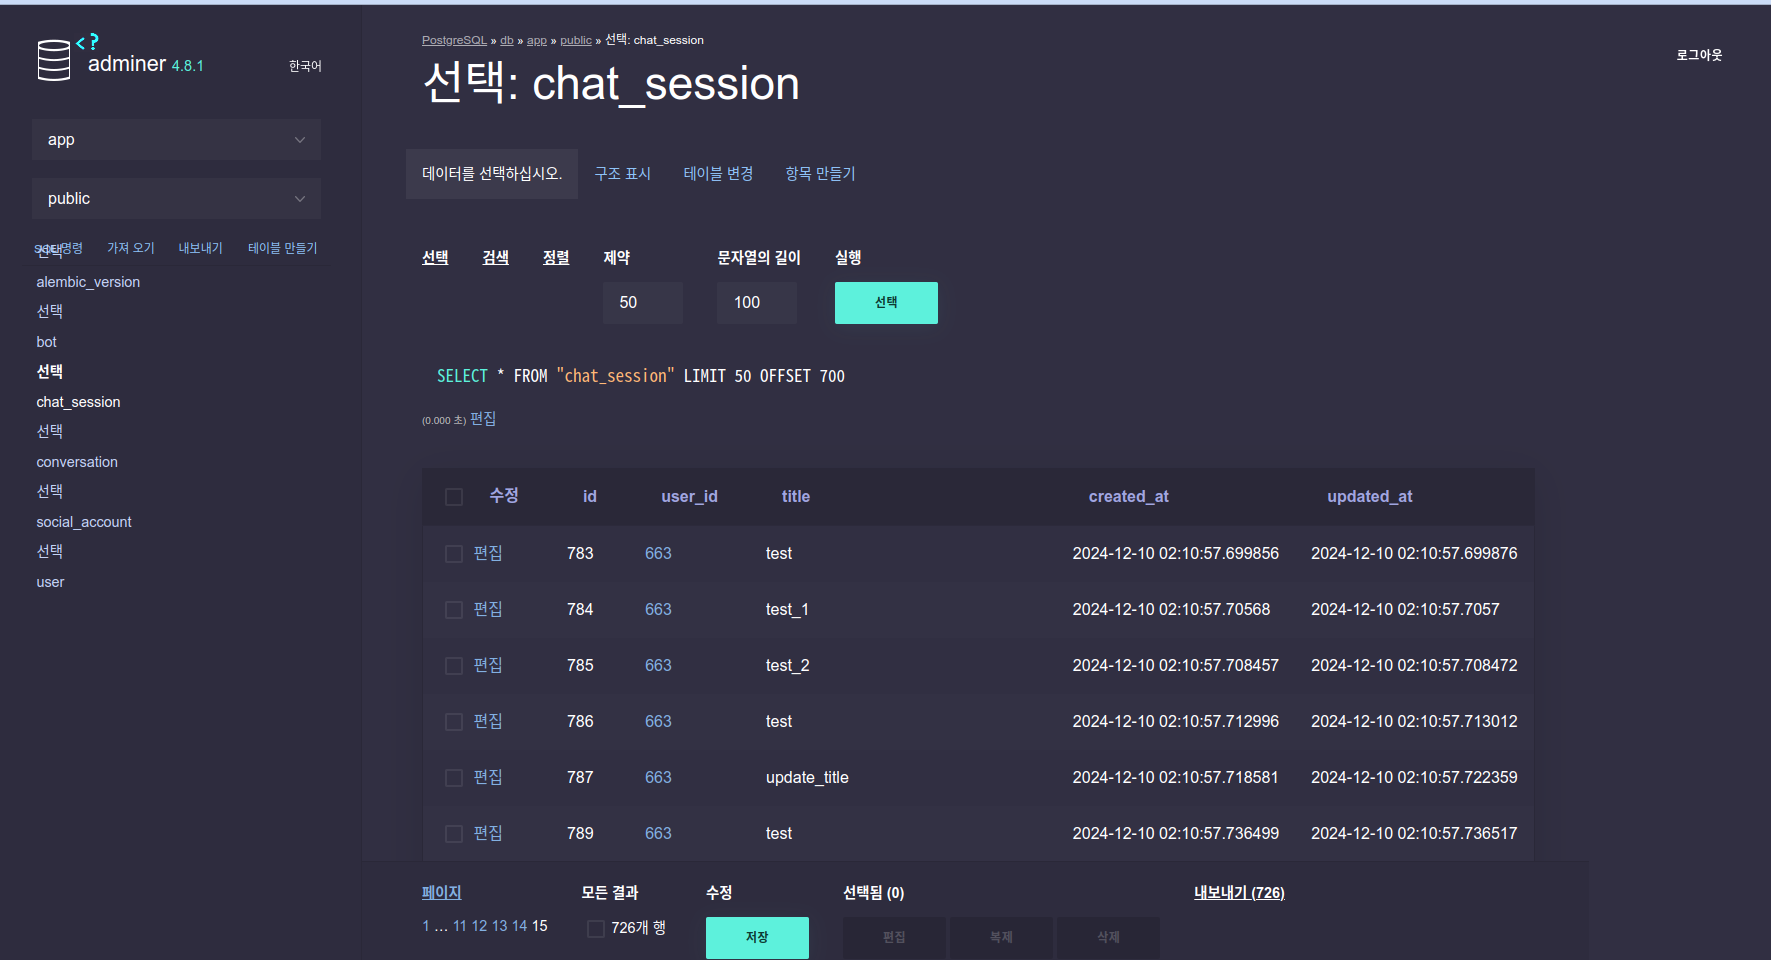 PostgreSQL » db » app » public » 선택: chat_session
adminer 4.8.1
한국어
로그아웃
선택: chat_session
app
public
데이터를 선택하십시오.
구조 표시
테이블 변경
항목 만들기
SQL 명령
가져 오기
내보내기
테이블 만들기
선택
alembic_version
선택
bot
선택
chat_session
선택
conversation
선택
social_account
선택
user
선택 검색 정렬 제약 문자열의 길이 실행
50 100 선택
SELECT * FROM "chat_session" LIMIT 50 OFFSET 700
(0.000 초) 편집
수정 id user_id title created_at updated_at
편집 783 663 test 2024-12-10 02:10:57.699856 2024-12-10 02:10:57.699876
편집 784 663 test_1 2024-12-10 02:10:57.70568 2024-12-10 02:10:57.7057
편집 785 663 test_2 2024-12-10 02:10:57.708457 2024-12-10 02:10:57.708472
편집 786 663 test 2024-12-10 02:10:57.712996 2024-12-10 02:10:57.713012
편집 787 663 update_title 2024-12-10 02:10:57.718581 2024-12-10 02:10:57.722359
편집 789 663 test 2024-12-10 02:10:57.736499 2024-12-10 02:10:57.736517
페이지 모든 결과 수정 선택됨 (0) 내보내기 (726)
1 … 11 12 13 14 15 726개 행 저장 편집 복제 삭제